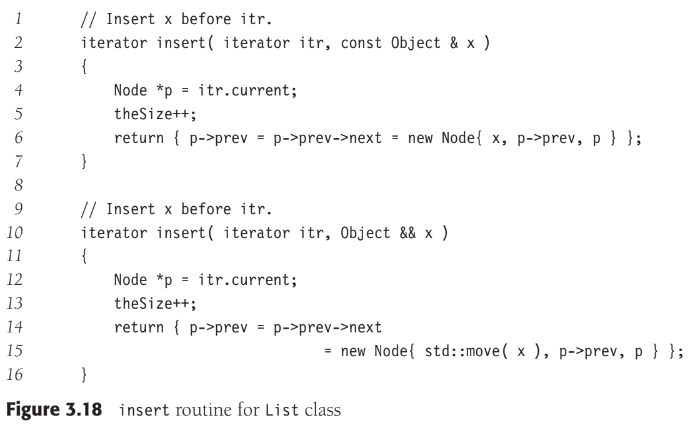 1 // Insert x before itr.
2 iterator insert( iterator itr, const Object & x )
3 {
4 Node *p = itr.current;
5 theSize++;
6 return { p->prev = p->prev->next = new Node{ x, p->prev, p } };
7 }
8
9 // Insert x before itr.
10 iterator insert( iterator itr, Object && x )
11 {
12 Node *p = itr.current;
13 theSize++;
14 return { p->prev = p->prev->next
15 = new Node{ std::move( x ), p->prev, p } };
16 }
Figure 3.18 insert routine for List class